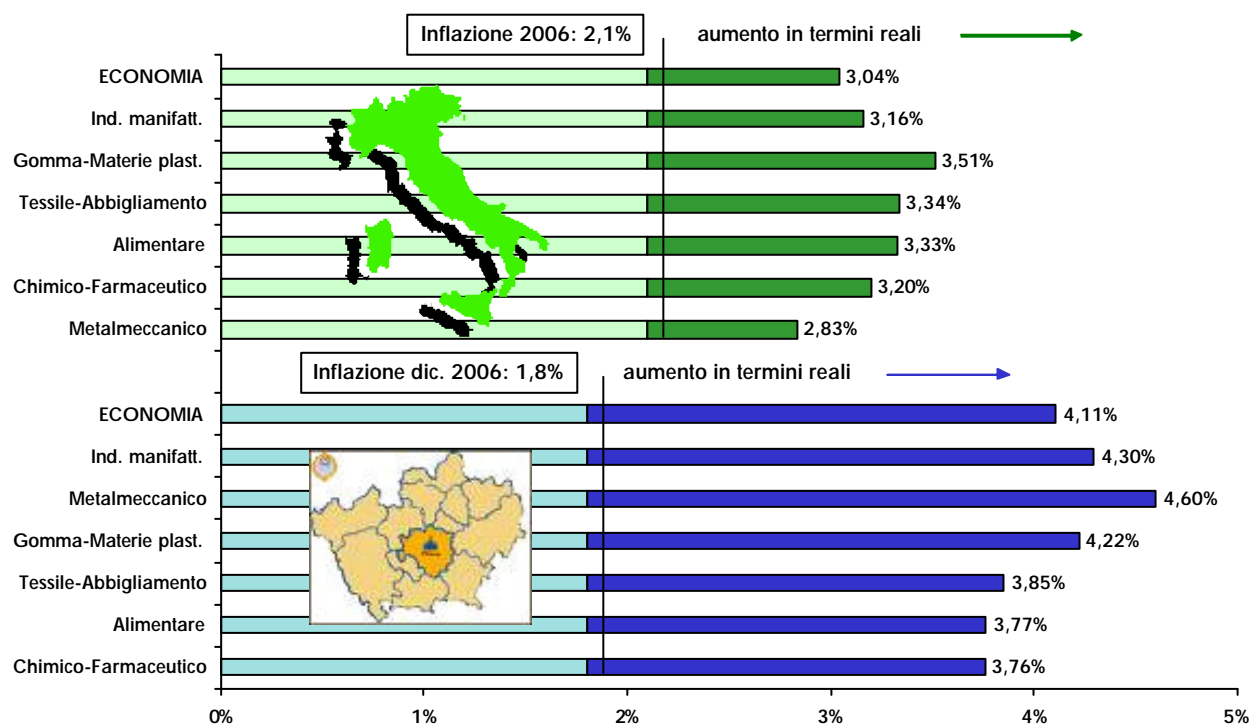 Inflazione 2006: 2,1% aumento in termini reali
ECONOMIA 3,04%
Ind. manifatt. 3,16%
Gomma-Materie plast. 3,51%
Tessile-Abbigliamento 3,34%
Alimentare 3,33%
Chimico-Farmaceutico 3,20%
Metalmeccanico 2,83%
Inflazione dic. 2006: 1,8% aumento in termini reali
ECONOMIA 4,11%
Ind. manifatt. 4,30%
Metalmeccanico 4,60%
Gomma-Materie plast. 4,22%
Tessile-Abbigliamento 3,85%
Alimentare 3,77%
Chimico-Farmaceutico 3,76%
0% 1% 2% 3% 4% 5%